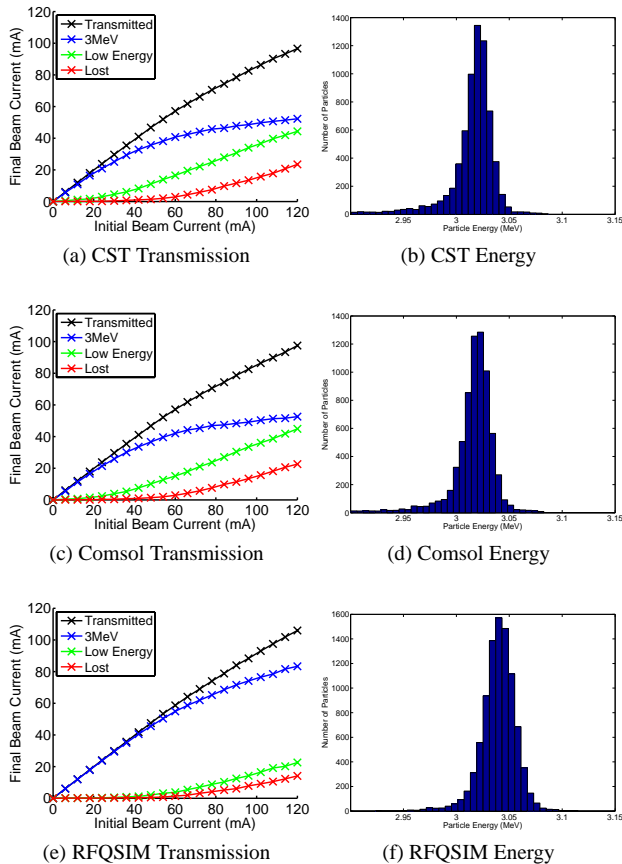 120
100
80
60
40
20
0
Final Beam Current (mA)
Transmitted
3MeV
Low Energy
Lost
0 20 40 60 80 100 120
Initial Beam Current (mA)
(a) CST Transmission
1400
1200
1000
800
600
400
200
0
Number of Particles
2.95 3 3.05 3.1 3.15
Particle Energy (MeV)
(b) CST Energy
120
100
80
60
40
20
0
Final Beam Current (mA)
Transmitted
3MeV
Low Energy
Lost
0 20 40 60 80 100 120
Initial Beam Current (mA)
(c) Comsol Transmission
1400
1200
1000
800
600
400
200
0
Number of Particles
2.95 3 3.05 3.1 3.15
Particle Energy (MeV)
(d) Comsol Energy
120
100
80
60
40
20
0
Final Beam Current (mA)
Transmitted
3MeV
Low Energy
Lost
0 20 40 60 80 100 120
Initial Beam Current (mA)
(e) RFQSIM Transmission
1600
1400
1200
1000
800
600
400
200
0
Number of Particles
2.95 3 3.05 3.1 3.15
Particle Energy (MeV)
(f) RFQSIM Energy